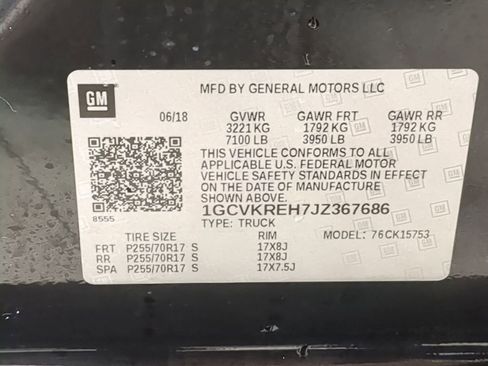 GM
MFD BY GENERAL MOTORS LLC
06/18 GVWR GAWR FRT GAWR RR
3221 KG 1792 KG 1792 KG
7100 LB 3950 LB 3950 LB
THIS VEHICLE CONFORMS TO ALL
APPLICABLE U.S. FEDERAL MOTOR
VEHICLE SAFETY STANDARDS IN EFFECT
ON THE DATE OF MANUFACTURE
SHOWN ABOVE.
8555
1GCVKREH7JZ367686
TYPE: TRUCK
TIRE SIZE RIM MODEL: 76CK15753
FRT P255/70R17 S 17X8J
RR P255/70R17 S 17X8J
SPA P255/70R17 S 17X7.5J